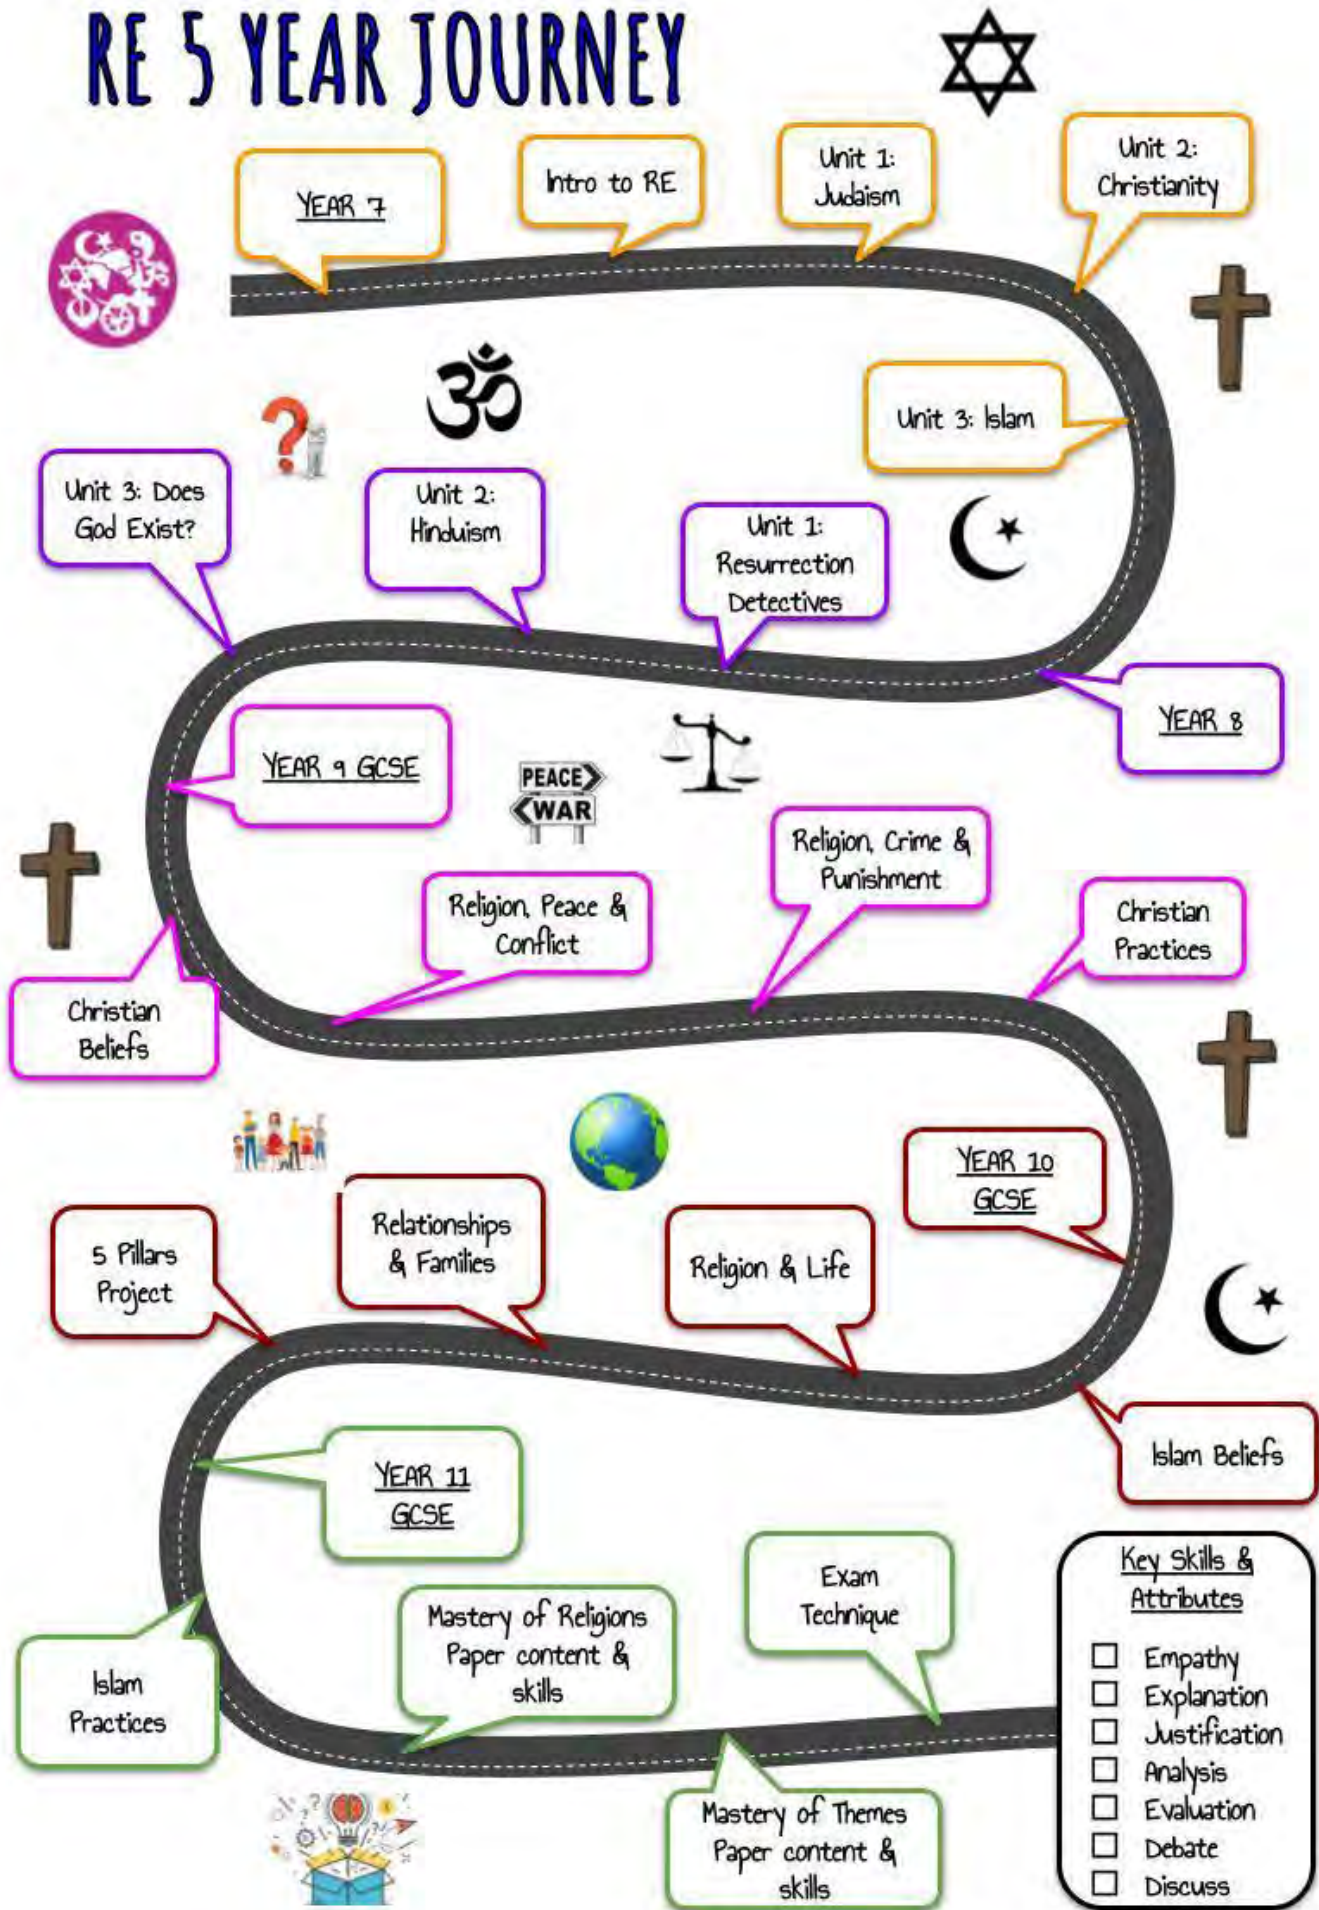 RE 5 YEAR JOURNEY
YEAR 7
Intro to RE
Unit 1:
Judaism
Unit 2:
Christianity
Unit 3: Islam
YEAR 8
Unit 1:
Resurrection
Detectives
Unit 2:
Hinduism
Unit 3: Does
God Exist?
YEAR 9 GCSE
PEACE
WAR
Christian
Beliefs
Religion, Peace &
Conflict
Religion, Crime &
Punishment
Christian
Practices
YEAR 10
GCSE
Islam Beliefs
Religion & Life
Relationships
& Families
5 Pillars
Project
YEAR 11
GCSE
Islam
Practices
Mastery of Religions
Paper content &
skills
Mastery of Themes
Paper content &
skills
Exam
Technique
Key Skills &
Attributes
Empathy
Explanation
Justification
Analysis
Evaluation
Debate
Discuss